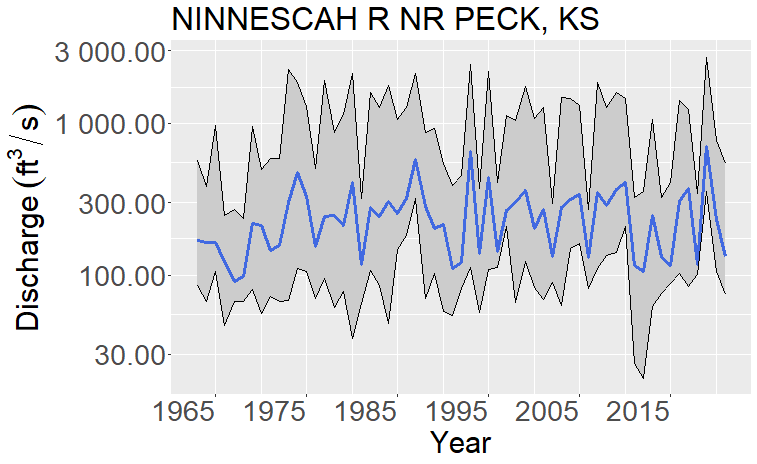 NINNESCAH R NR PECK, KS
3 000.00
1 000.00
300.00
100.00
30.00
Discharge (ft³/s)
1965 1975 1985 1995 2005 2015
Year